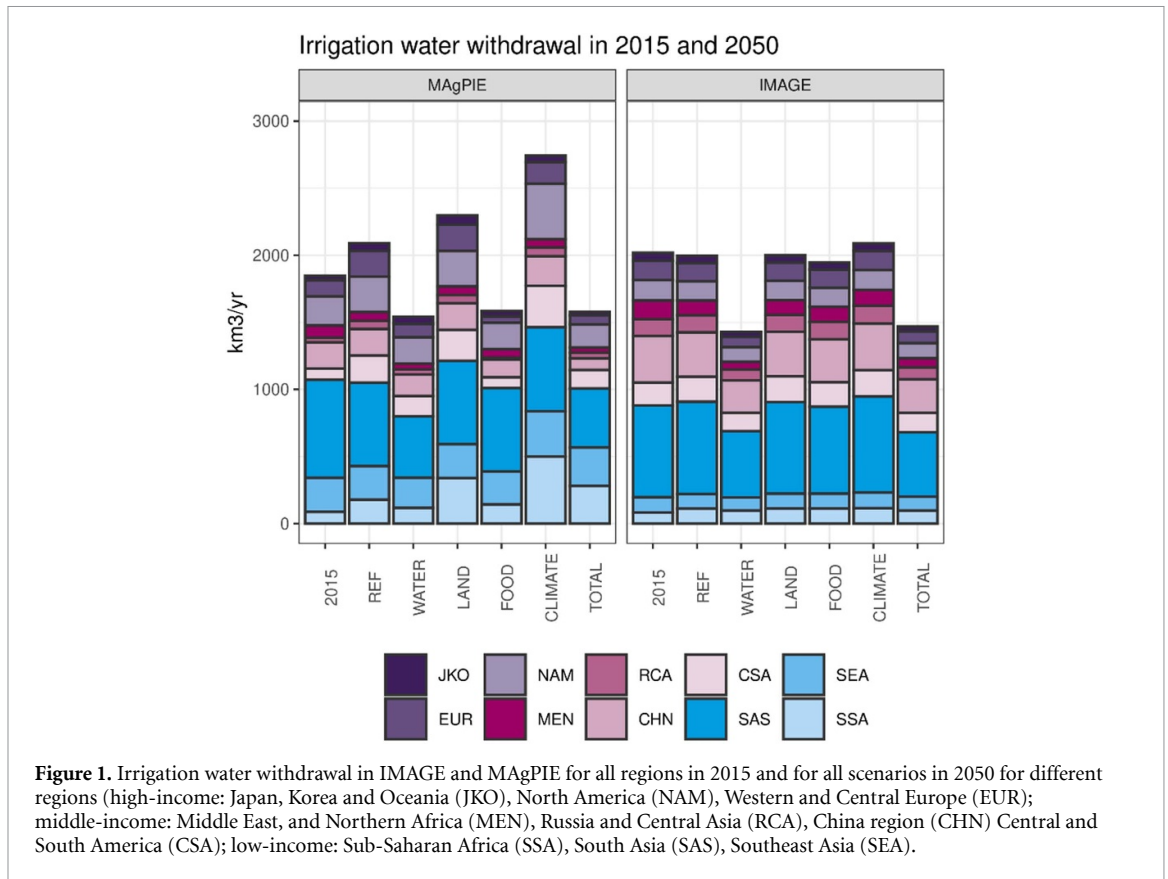 Irrigation water withdrawal in 2015 and 2050
MAgPIE
IMAGE
km3/yr
3000
2000
1000
0
2015
REF
WATER
LAND
FOOD
CLIMATE
TOTAL
2015
REF
WATER
LAND
FOOD
CLIMATE
TOTAL
JKO NAM RCA CSA SEA
EUR MEN CHN SAS SSA
Figure 1. Irrigation water withdrawal in IMAGE and MAgPIE for all regions in 2015 and for all scenarios in 2050 for different
regions (high-income: Japan, Korea and Oceania (JKO), North America (NAM), Western and Central Europe (EUR);
middle-income: Middle East, and Northern Africa (MEN), Russia and Central Asia (RCA), China region (CHN) Central and
South America (CSA); low-income: Sub-Saharan Africa (SSA), South Asia (SAS), Southeast Asia (SEA).